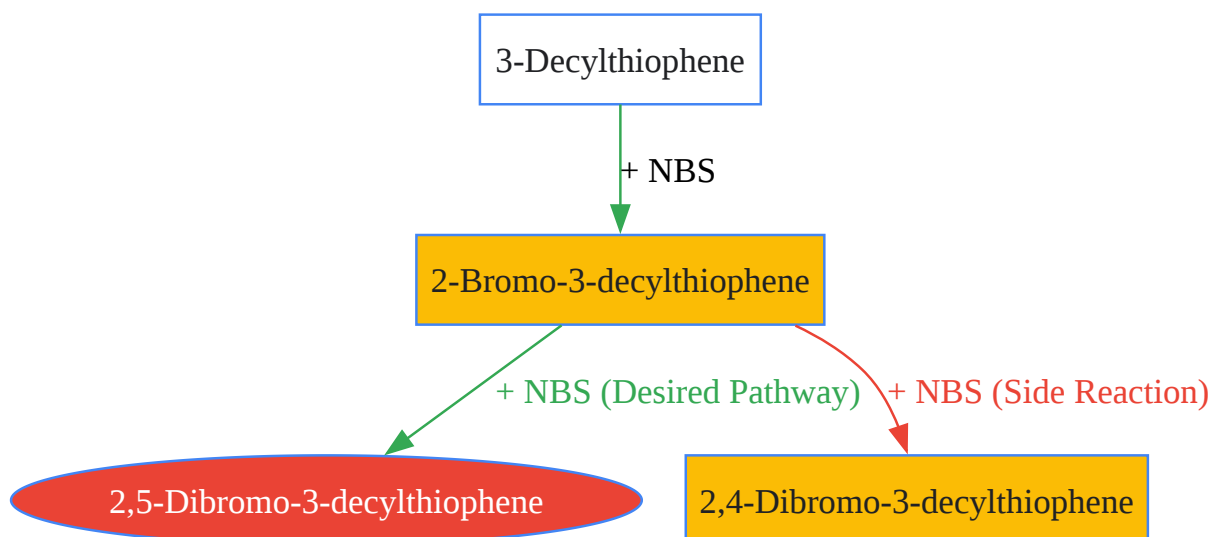 3-Decylthiophene
+ NBS
2-Bromo-3-decylthiophene
+ NBS (Desired Pathway)
+ NBS (Side Reaction)
2,5-Dibromo-3-decylthiophene
2,4-Dibromo-3-decylthiophene